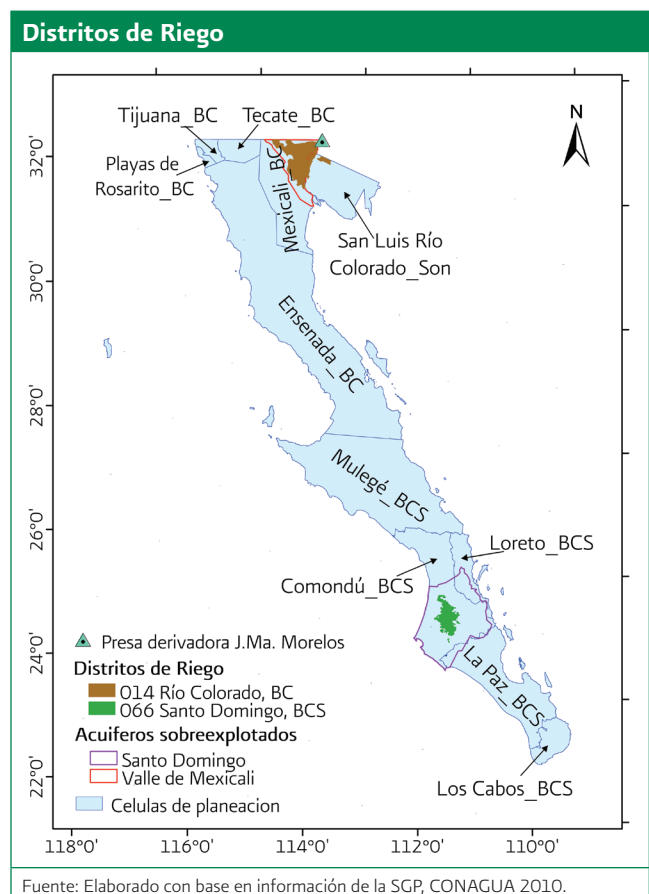 Distritos de Riego
N
Tijuana_BC
Tecate_BC
Playas de
Rosarito_BC
Mexicali_BC
San Luis Río
Colorado_Son
Ensenada_BC
Mulegé_BCS
Loreto_BCS
Comondú_BCS
La Paz_BCS
Los Cabos_BCS
32°0'
30°0'
28°0'
26°0'
24°0'
22°0'
Presa derivadora J.Ma. Morelos
Distritos de Riego
014 Río Colorado, BC
066 Santo Domingo, BCS
Acuiferos sobreexplotados
Santo Domingo
Valle de Mexicali
Celulas de planeacion
118°0'
116°0'
114°0'
112°0'
110°0'
Fuente: Elaborado con base en información de la SGP, CONAGUA 2010.